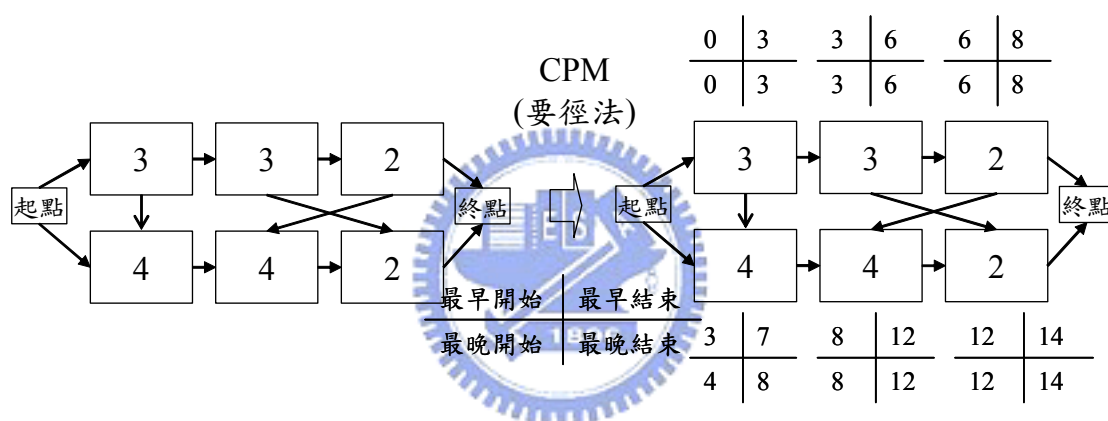 0 3 3 6 6 8
0 3 3 6 6 8
CPM
(要徑法)
3 3 2
起點 終點
4 4 2
3 3 2
起點 終點
4 4 2
最早開始 最早結束
最晚開始 最晚結束
1896
3 7 8 12 12 14
4 8 8 12 12 14